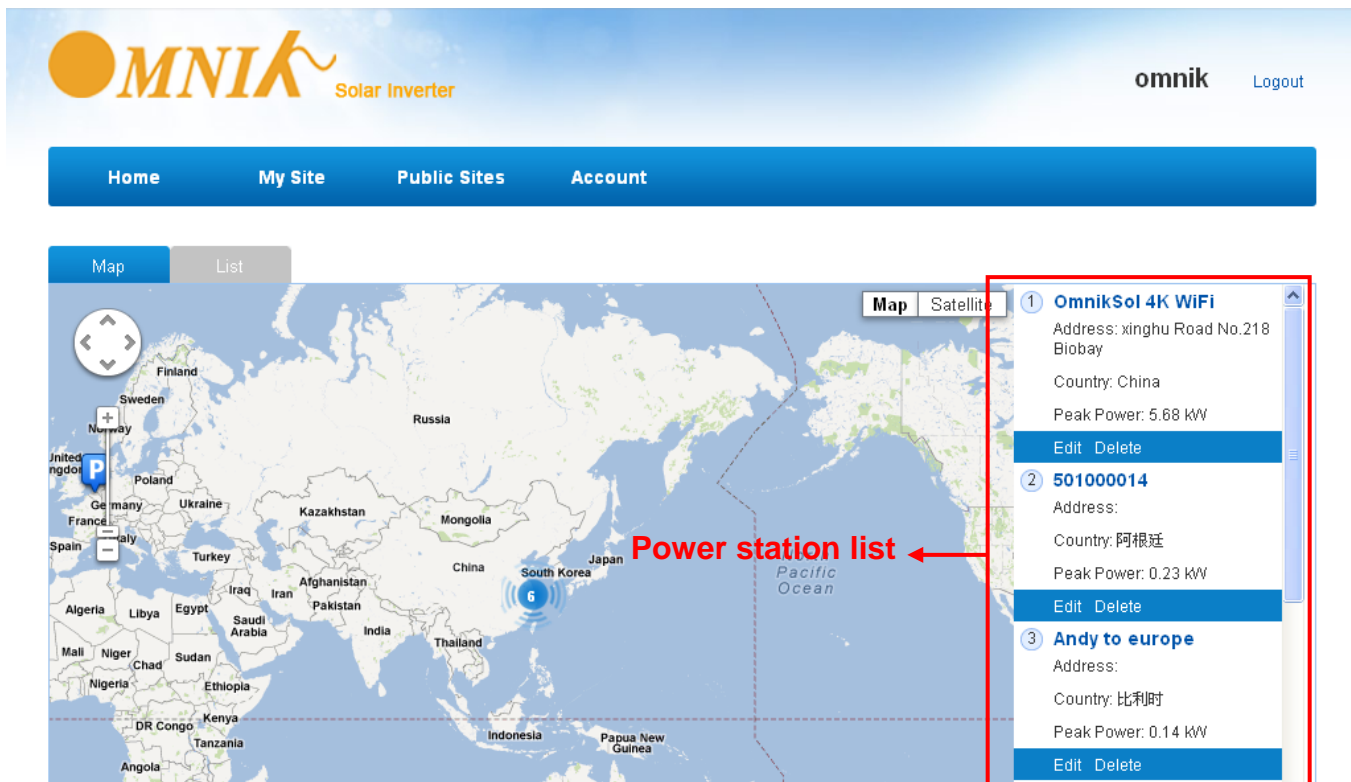 OMNIK Solar Inverter
omnik Logout
Home My Site Public Sites Account
Map List
Map Satellite
Finland
Sweden
Norway
Russia
United
Poland
Germany
Ukraine
France
Kazakhstan
Mongolia
Spain
Italy
Turkey
China
South Korea
Japan
North
Pacific
Ocean
Power station list
6
P
Iraq
Iran
Afghanistan
Pakistan
Algeria
Libya
Egypt
Saudi
Arabia
India
Thailand
Mali
Niger
Chad
Sudan
Nigeria
Ethiopia
DR Congo
Kenya
Tanzania
Angola
Indonesia
Papua New
Guinea
1 OmnikSol 4K WiFi
Address: xinghu Road No.218
Biobay
Country: China
Peak Power: 5.68 kW
Edit Delete
2 501000014
Address:
Country: 阿根廷
Peak Power: 0.23 kW
Edit Delete
3 Andy to europe
Address:
Country: 比利时
Peak Power: 0.14 kW
Edit Delete